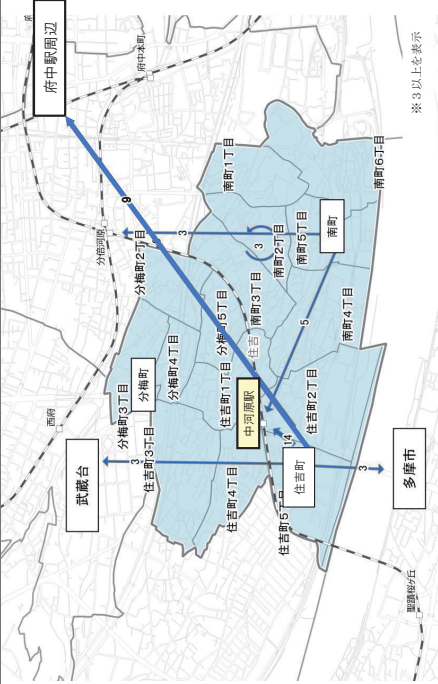 府中駅周辺
府中本町
※3以上を表示
分倍河原
9
南町1丁目
南町6丁目
3
分梅町2丁目
南町2丁目
3
南町5丁目
南町
西府
分梅町5丁目
南町3丁目
南町4丁目
分梅町4丁目
住吉
5
分梅町
分梅町3丁目
住吉町1丁目
中河原駅
住吉町2丁目
武蔵台
3
住吉町3丁目
14
住吉町
3
多摩市
住吉町4丁目
住吉町5丁目
聖蹟桜ヶ丘